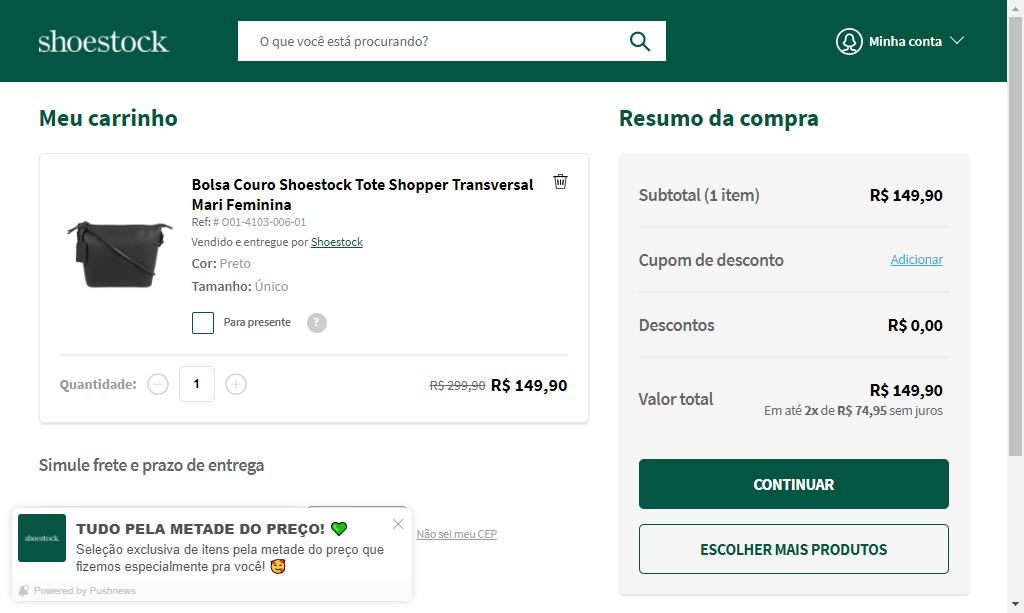 shoestock
O que você está procurando?
Minha conta
Meu carrinho
Bolsa Couro Shoestock Tote Shopper Transversal
Mari Feminina
Ref: # O01-4103-006-01
Vendido e entregue por Shoestock
Cor: Preto
Tamanho: Único
Para presente
?
Quantidade:
1
R$ 299,90 R$ 149,90
Simule frete e prazo de entrega
Não sei meu CEP
shoestock
TUDO PELA METADE DO PREÇO! 💚
Seleção exclusiva de itens pela metade do preço que
fizemos especialmente pra você! 🥰
Powered by Pushnews
Resumo da compra
Subtotal (1 item) R$ 149,90
Cupom de desconto Adicionar
Descontos R$ 0,00
Valor total R$ 149,90
Em até 2x de R$ 74,95 sem juros
CONTINUAR
ESCOLHER MAIS PRODUTOS